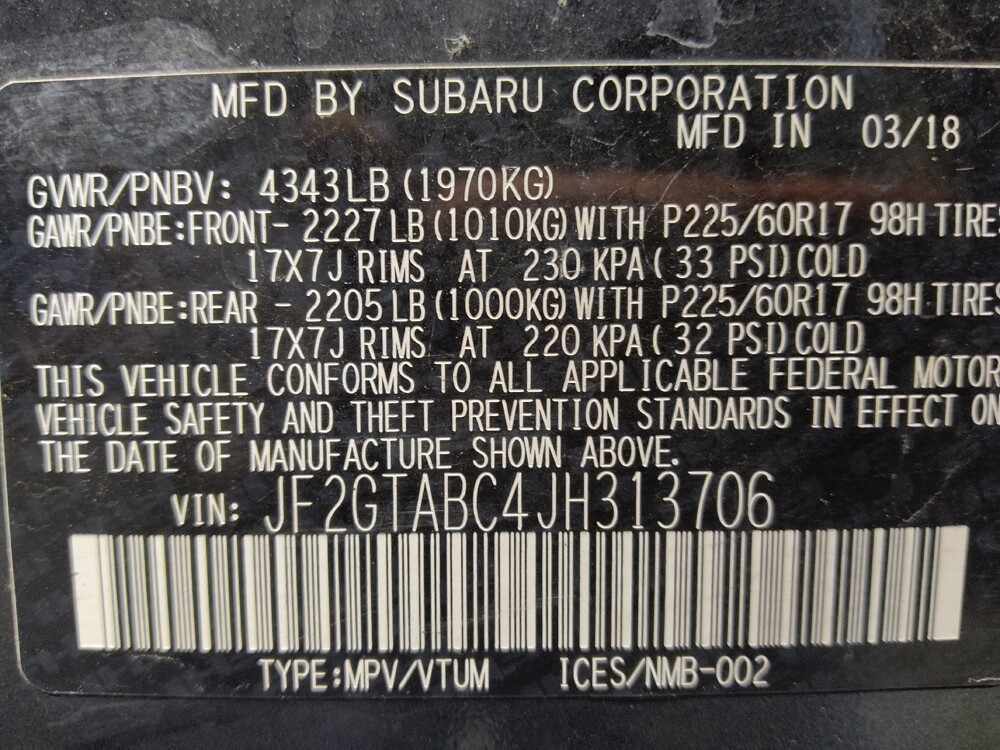 MFD BY SUBARU CORPORATION
MFD IN 03/18
GVWR/PNBV: 4343LB (1970KG)
GAWR/PNBE:FRONT- 2227LB (1010KG) WITH P225/60R17 98H TIRES
17X7J RIMS AT 230 KPA ( 33 PSI) COLD
GAWR/PNBE:REAR - 2205LB (1000KG) WITH P225/60R17 98H TIRES
17X7J RIMS AT 220 KPA ( 32 PSI) COLD
THIS VEHICLE CONFORMS TO ALL APPLICABLE FEDERAL MOTOR
VEHICLE SAFETY AND THEFT PREVENTION STANDARDS IN EFFECT ON
THE DATE OF MANUFACTURE SHOWN ABOVE.
VIN: JF2GTABC4JH313706
TYPE:MPV/VTUM ICES/NMB-002